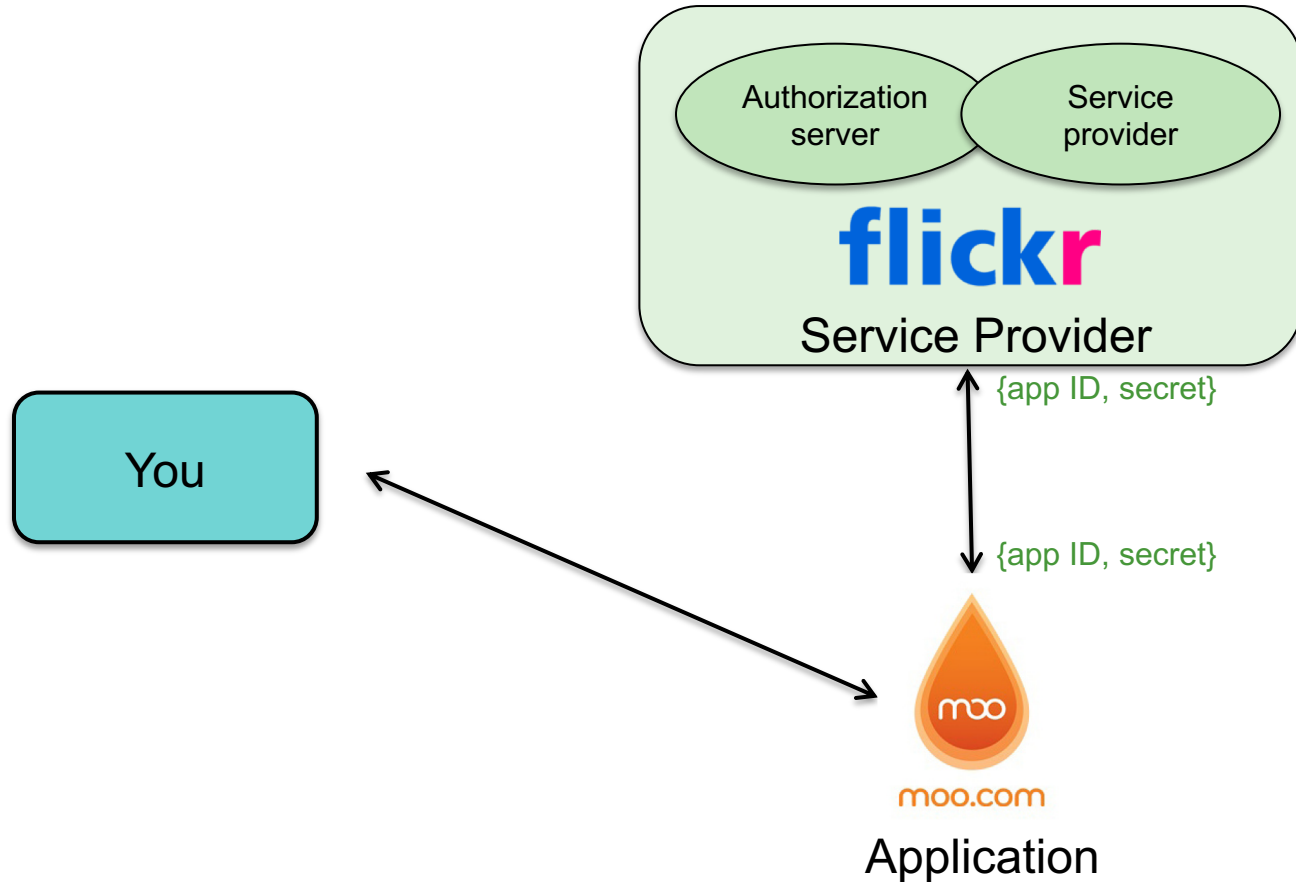 Authorization
server
Service
provider
flickr
Service Provider
{app ID, secret}
You
{app ID, secret}
moo
moo.com
Application